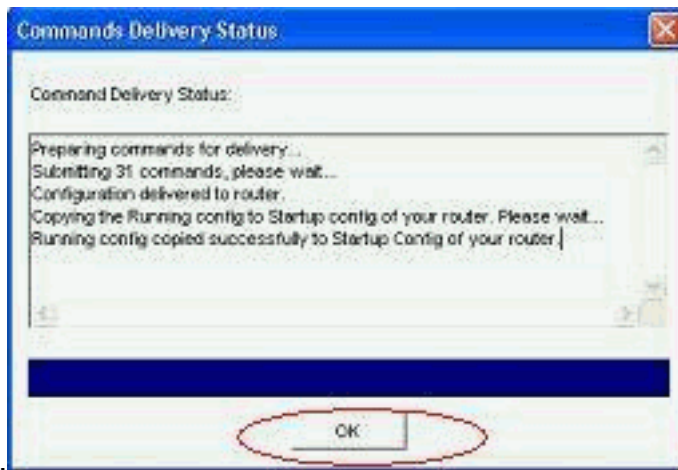 Commands Delivery Status
Command Delivery Status:
Preparing commands for delivery...
Submitting 31 commands, please wait...
Configuration delivered to router.
Copying the Running config to Startup config of your router. Please wait...
Running config copied successfully to Startup Config of your router.
OK